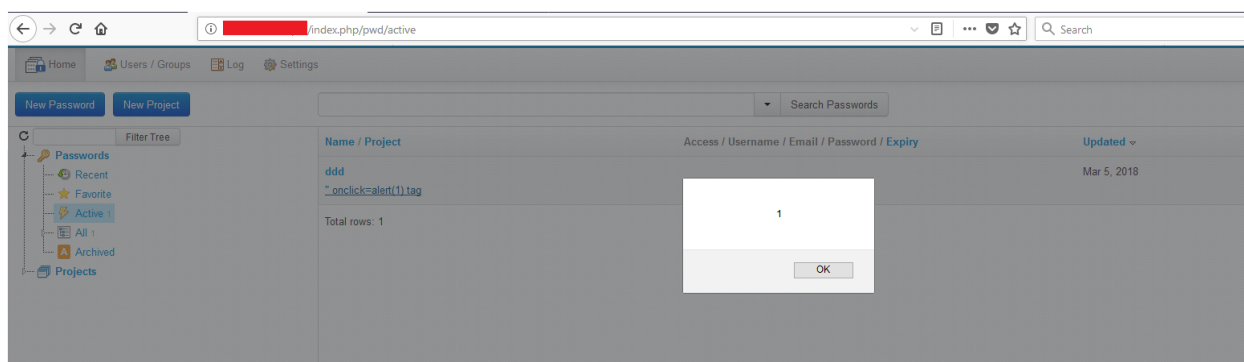 /index.php/pwd/active
Search
Home Users / Groups Log Settings
New Password New Project Search Passwords
Filter Tree
Passwords
Recent
Favorite
Active 1
All 1
Archived
Projects
Name / Project Access / Username / Email / Password / Expiry Updated
ddd Mar 5, 2018
" onclick=alert(1) tag
Total rows: 1
1
OK